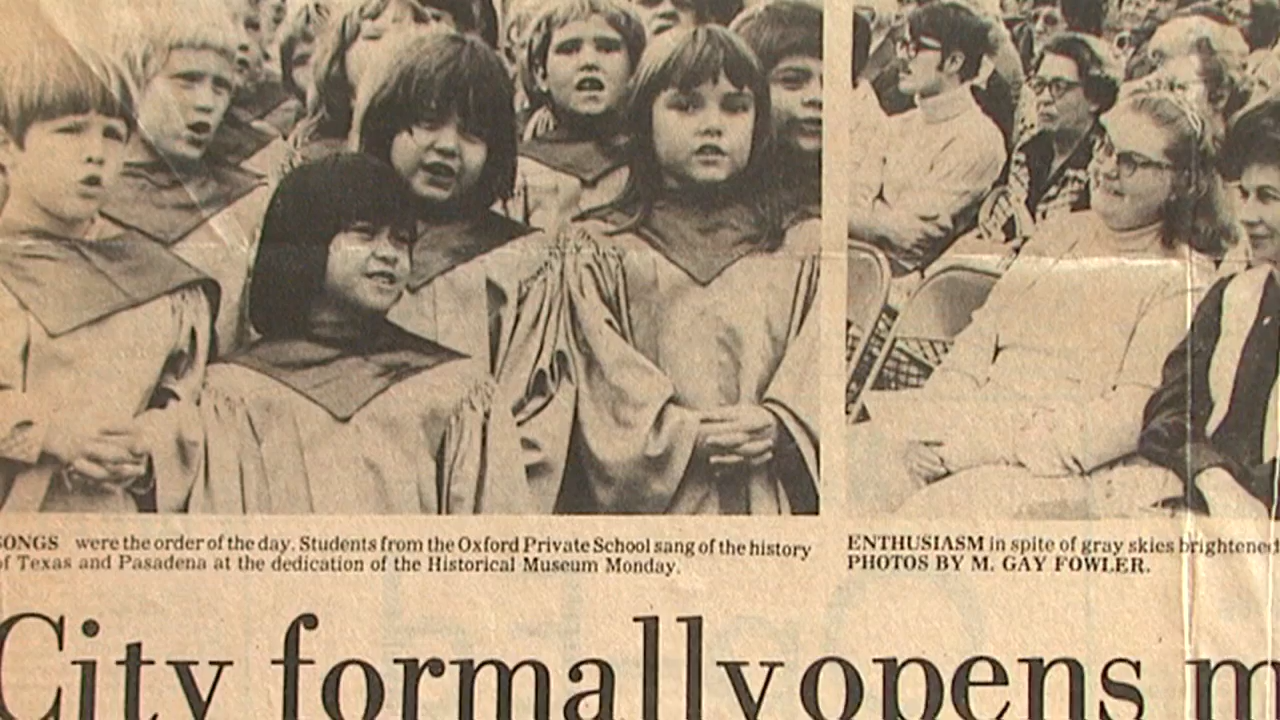 SONGS were the order of the day. Students from the Oxford Private School sang of the history
of Texas and Pasadena at the dedication of the Historical Museum Monday.
ENTHUSIASM in spite of gray skies brightened
PHOTOS BY M. GAY FOWLER.
City formally opens m